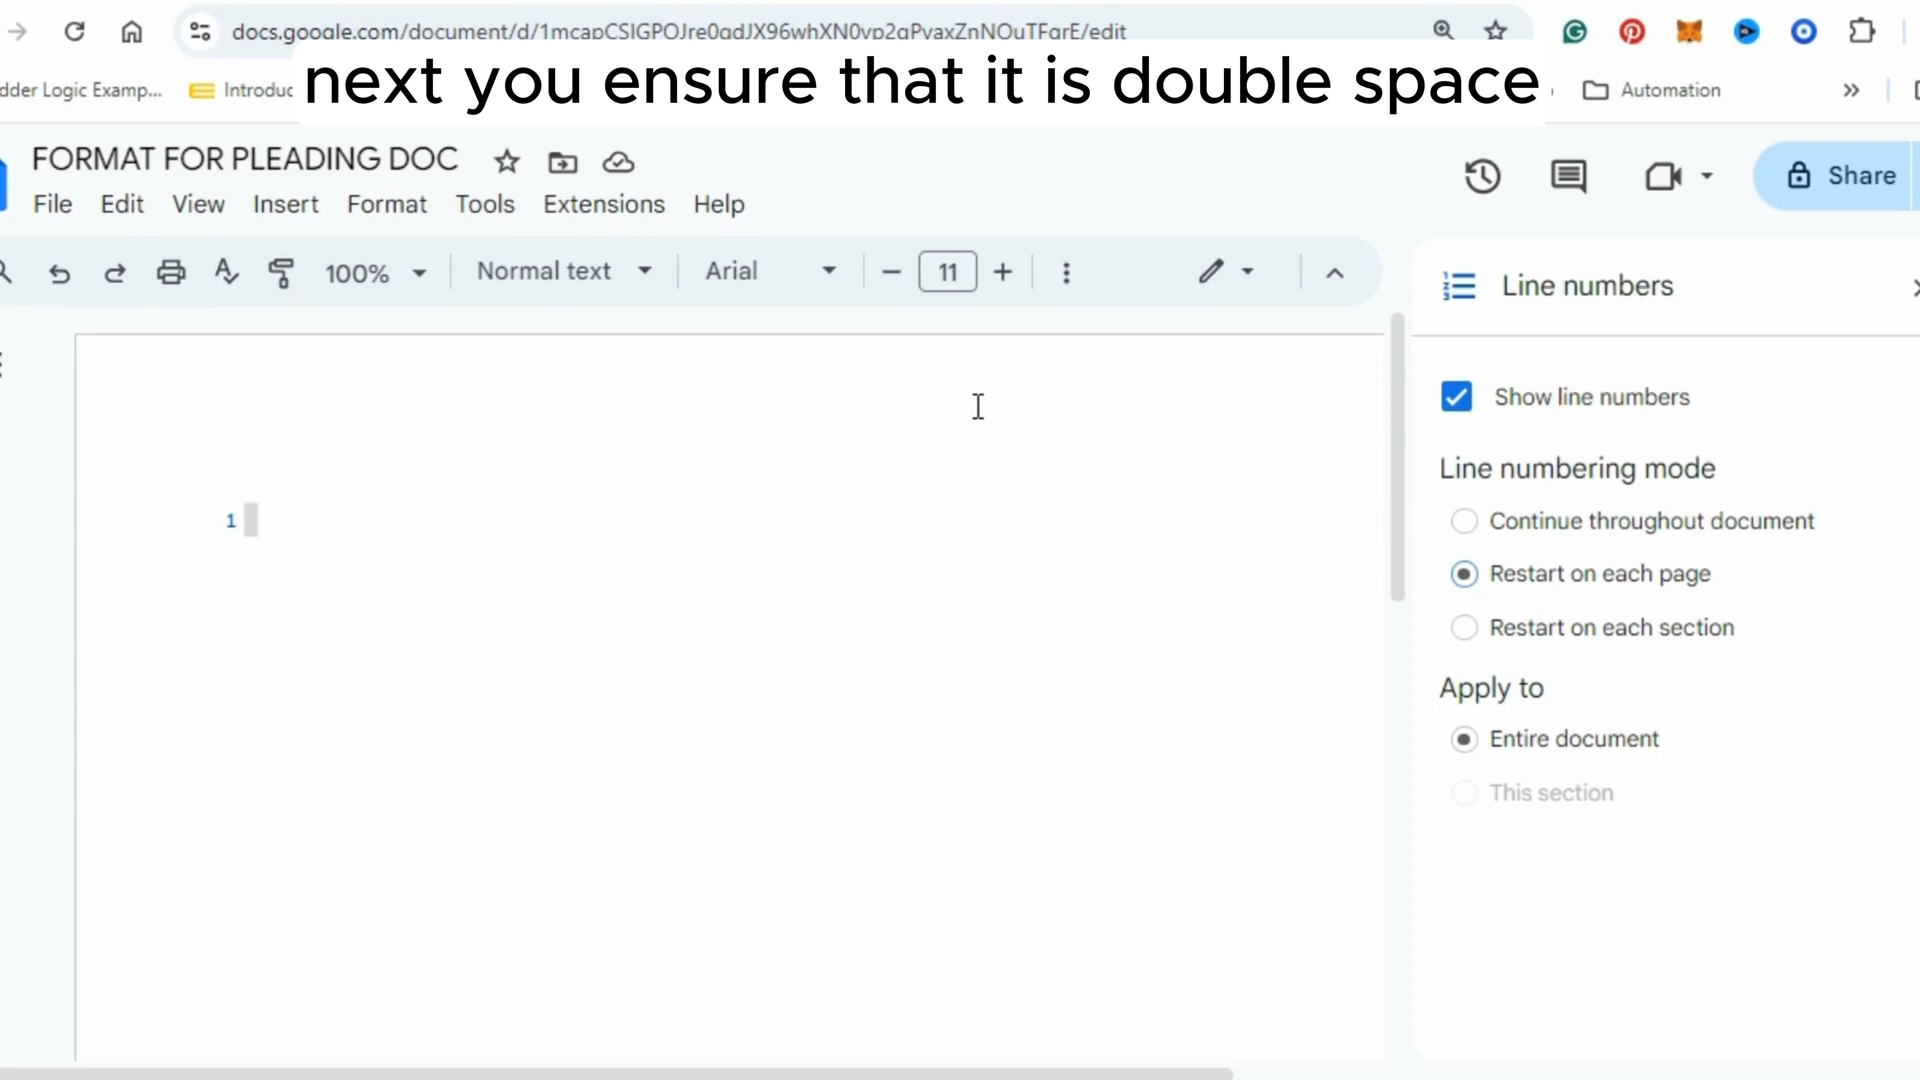 docs.google.com/document/d/1mcapCSIGPOJre0gdJX96whXN0vp2gPvaxZnNOuTFgrE/edit
next you ensure that it is double space
dder Logic Examp...
Introduc
Automation
FORMAT FOR PLEADING DOC
Share
File Edit View Insert Format Tools Extensions Help
100% Normal text Arial 11
Line numbers
Show line numbers
Line numbering mode
1
Continue throughout document
Restart on each page
Restart on each section
Apply to
Entire document
This section